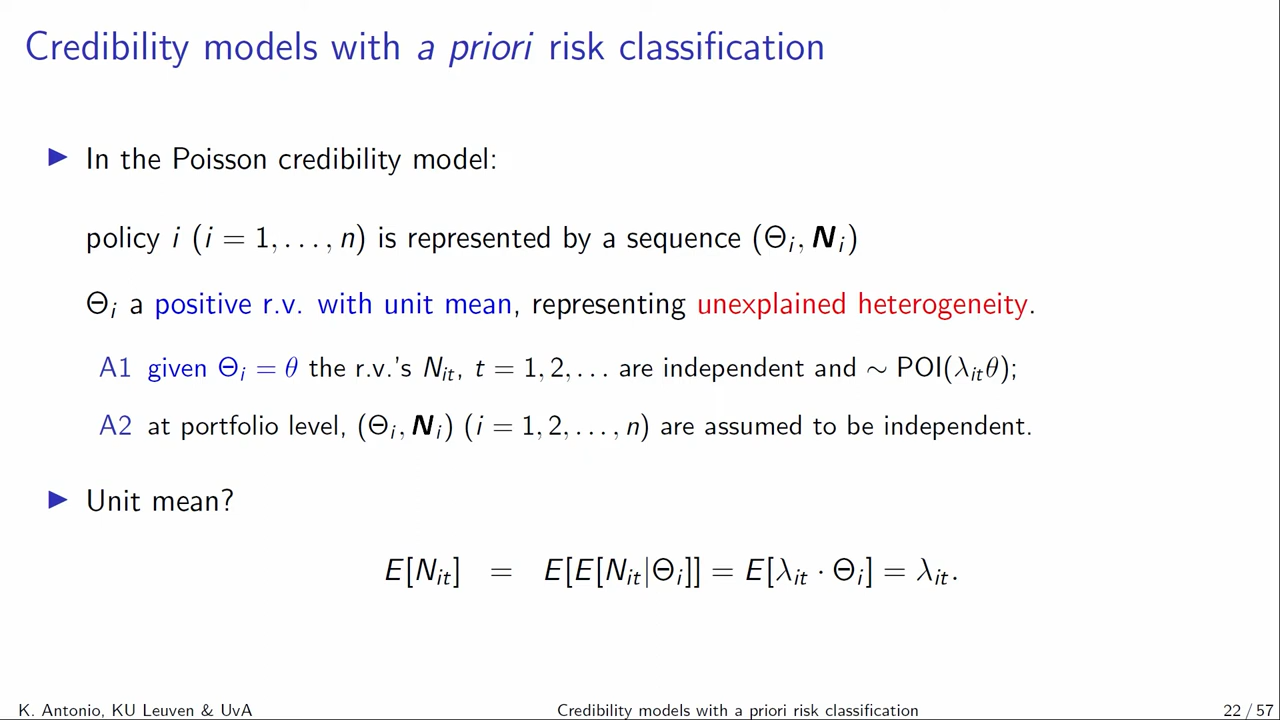 Credibility models with a priori risk classification
▶ In the Poisson credibility model:
policy i (i = 1, . . . , n) is represented by a sequence (Θ_i, N_i)
Θ_i a positive r.v. with unit mean, representing unexplained heterogeneity.
A1 given Θ_i = θ the r.v.'s N_it, t = 1, 2, . . . are independent and ∼ POI(λ_itθ);
A2 at portfolio level, (Θ_i, N_i) (i = 1, 2, . . . , n) are assumed to be independent.
▶ Unit mean?
E[N_it] = E[E[N_it|Θ_i]] = E[λ_it · Θ_i] = λ_it.
K. Antonio, KU Leuven & UvA Credibility models with a priori risk classification 22 / 57